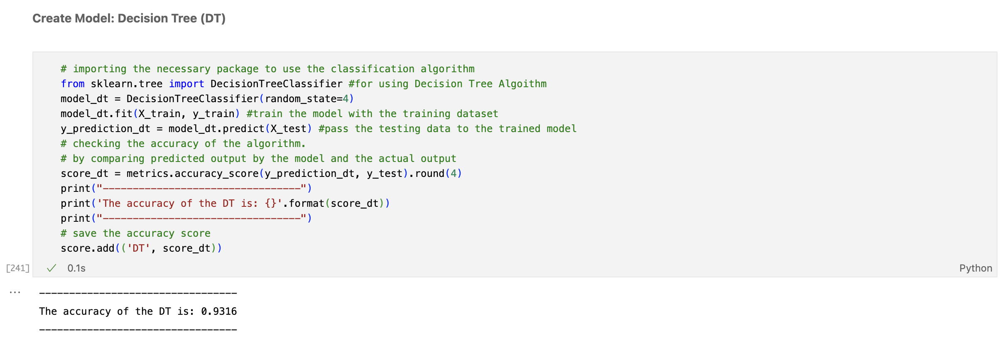 Create Model: Decision Tree (DT)
# importing the necessary package to use the classification algorithm
from sklearn.tree import DecisionTreeClassifier #for using Decision Tree Algoithm
model_dt = DecisionTreeClassifier(random_state=4)
model_dt.fit(X_train, y_train) #train the model with the training dataset
y_prediction_dt = model_dt.predict(X_test) #pass the testing data to the trained model
# checking the accuracy of the algorithm.
# by comparing predicted output by the model and the actual output
score_dt = metrics.accuracy_score(y_prediction_dt, y_test).round(4)
print("---------------------------------")
print('The accuracy of the DT is: {}'.format(score_dt))
print("---------------------------------")
# save the accuracy score
score.add(('DT', score_dt))
[241] ✓ 0.1s Python
... ---------------------------------
The accuracy of the DT is: 0.9316
---------------------------------